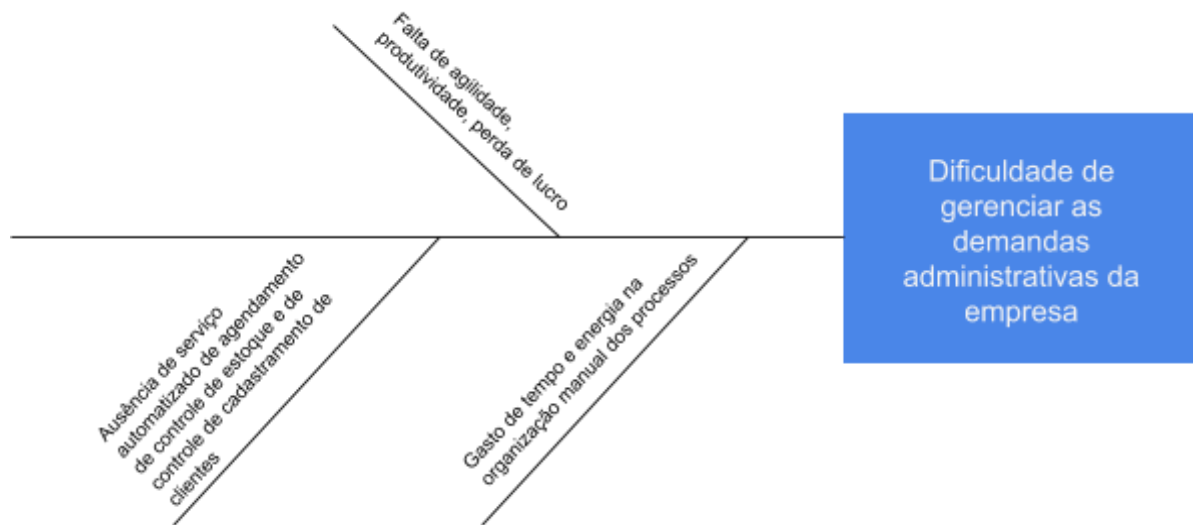 Falta de agilidade,
produtividade, perda de lucro
Dificuldade de
gerenciar as
demandas
administrativas da
empresa
Ausência de serviço
automatizado de agendamento
de controle de estoque e de
controle de cadastramento de
clientes
Gasto de tempo e energia na
organização manual dos processos